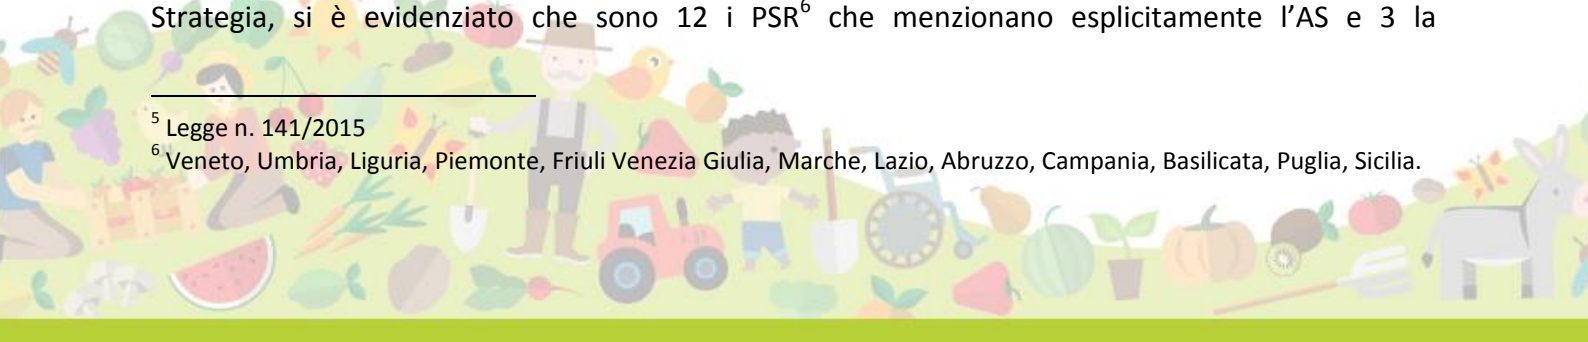 Strategia, si è evidenziato che sono 12 i PSR⁶ che menzionano esplicitamente l’AS e 3 la
⁵ Legge n. 141/2015
⁶ Veneto, Umbria, Liguria, Piemonte, Friuli Venezia Giulia, Marche, Lazio, Abruzzo, Campania, Basilicata, Puglia, Sicilia.